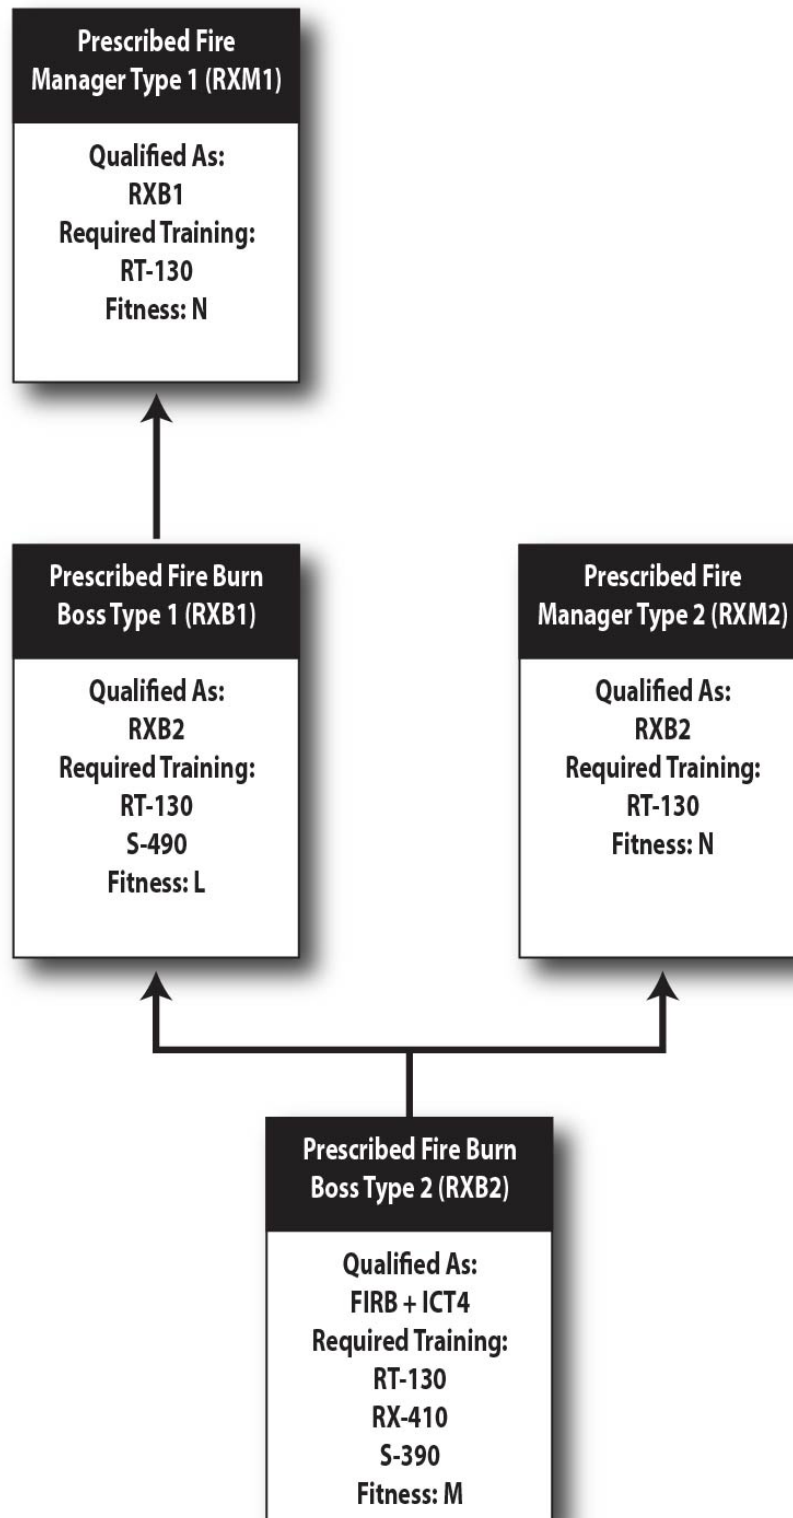 Prescribed Fire
Manager Type 1 (RXM1)
Qualified As:
RXB1
Required Training:
RT-130
Fitness: N
Prescribed Fire Burn
Boss Type 1 (RXB1)
Qualified As:
RXB2
Required Training:
RT-130
S-490
Fitness: L
Prescribed Fire
Manager Type 2 (RXM2)
Qualified As:
RXB2
Required Training:
RT-130
Fitness: N
Prescribed Fire Burn
Boss Type 2 (RXB2)
Qualified As:
FIRB + ICT4
Required Training:
RT-130
RX-410
S-390
Fitness: M